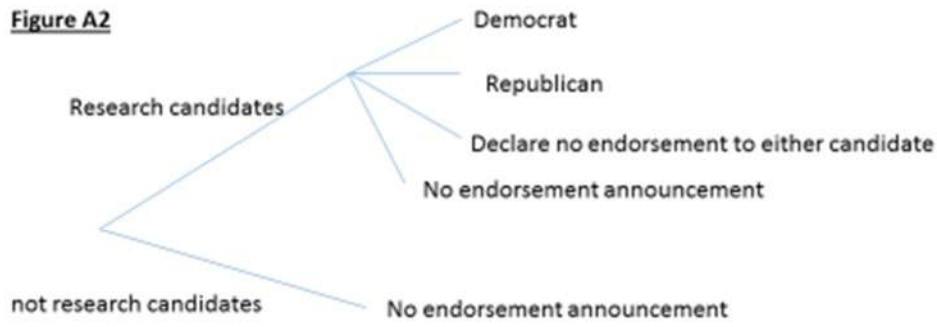 Figure A2
Democrat
Republican
Research candidates
Declare no endorsement to either candidate
No endorsement announcement
not research candidates
No endorsement announcement